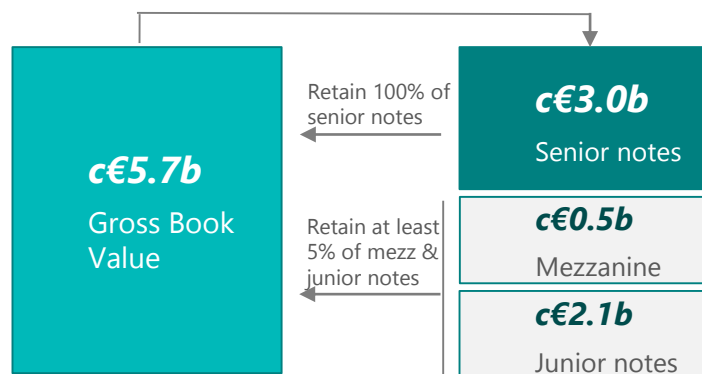 c€5.7b
Gross Book
Value
Retain 100% of
senior notes
Retain at least
5% of mezz &
junior notes
c€3.0b
Senior notes
c€0.5b
Mezzanine
c€2.1b
Junior notes